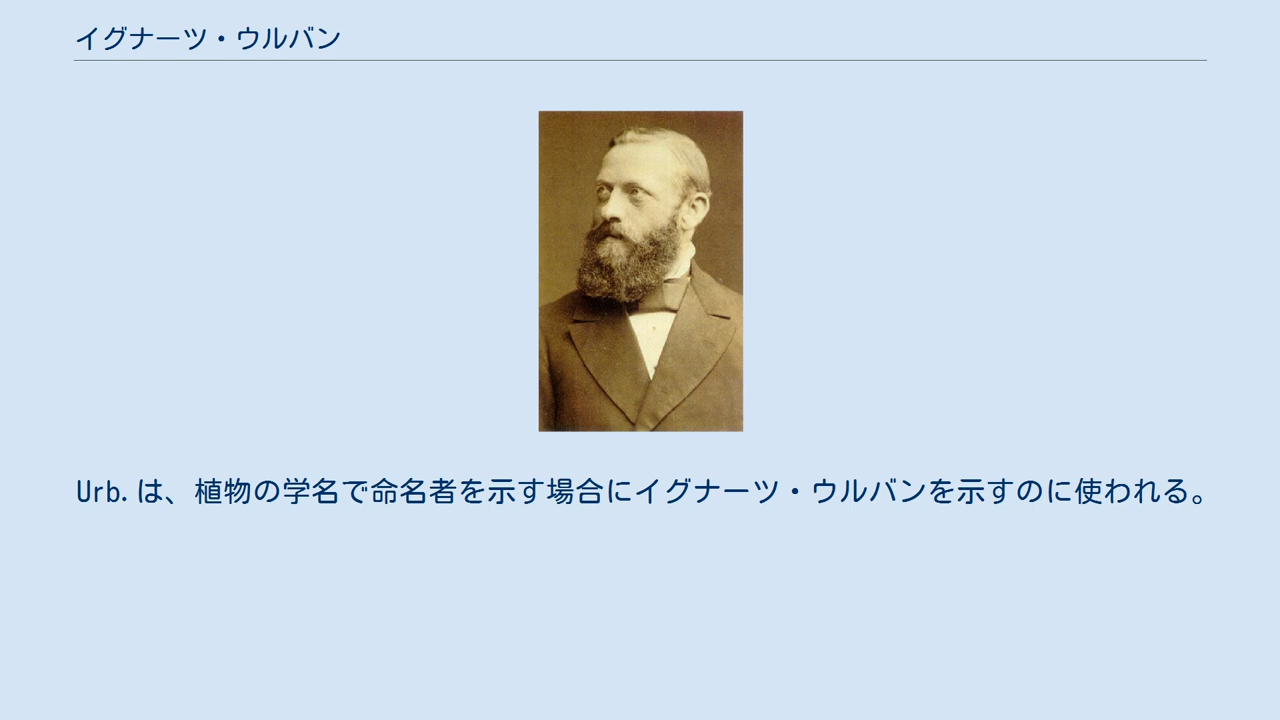 イグナーツ・ウルバン
Urb.は、植物の学名で命名者を示す場合にイグナーツ・ウルバンを示すのに使われる。